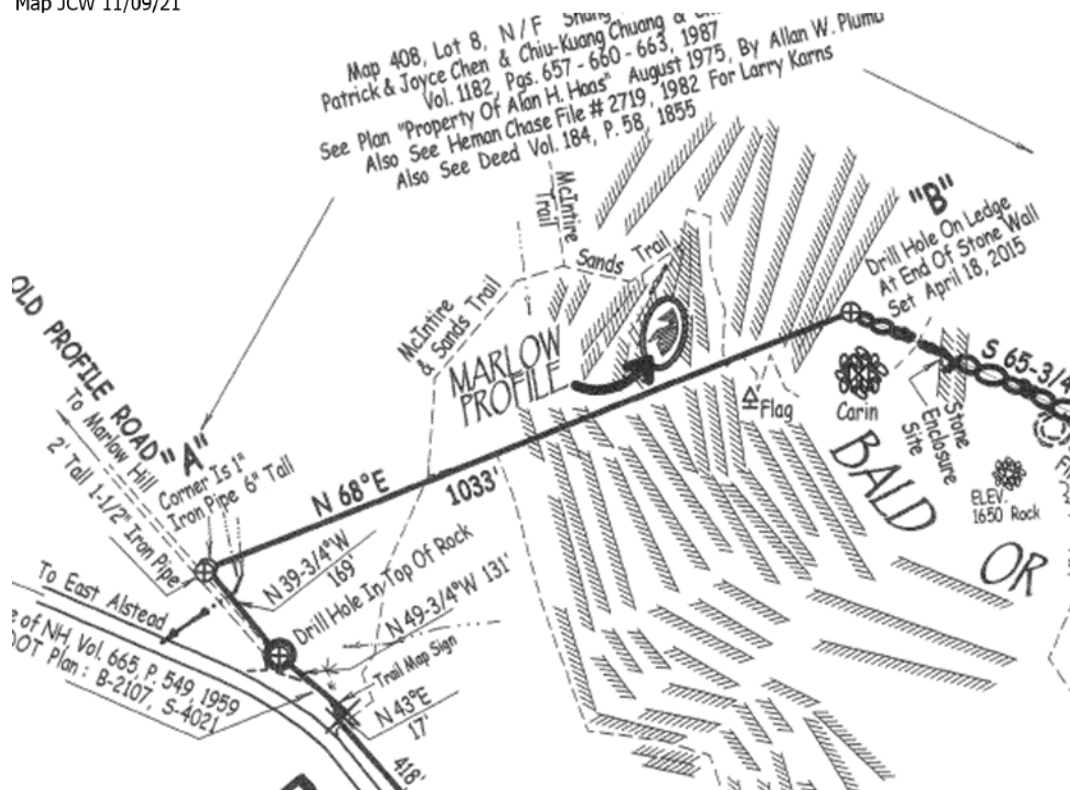 Map JCW 11/09/21
Map 408, Lot 8, N/F
Patrick & Joyce Chen & Chiu-Kuang Chuang &
Vol. 1182, Pgs. 657 - 660 - 663, 1987
See Plan "Property Of Alan H. Haas" August 1975, By Allan W. Plumb
Also See Heman Chase File # 2719, 1982 For Larry Karns
Also See Deed Vol. 184, P. 58, 1855
McIntire
Trail
Sands Trail
McIntire
& Sands Trail
MARLOW
PROFILE
"B"
Drill Hole On Ledge
At End Of Stone Wall
Set April 18, 2015
S 65-3/4
Stone
Enclosure
Site
Carin
Flag
BALD
OR
ELEV.
1650 Rock
OLD PROFILE ROAD
To Marlow Hill
2' Tall 1-1/2" Iron Pipe
"A"
Corner Is 1"
Iron Pipe 6" Tall
N 68°E
1033'
N 39-3/4°W
169'
Drill Hole In Top Of Rock
N 49-3/4°W 131'
Trail Map Sign
N 43°E
17'
418'
To East Alstead
of NH, Vol. 665, P. 549, 1959
DOT Plan : B-2107, S-4021